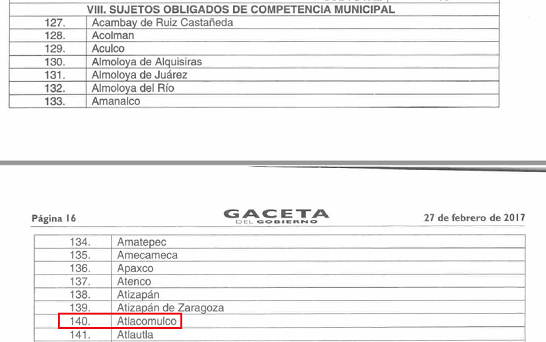 VIII. SUJETOS OBLIGADOS DE COMPETENCIA MUNICIPAL
127. Acambay de Ruiz Castañeda
128. Acolman
129. Aculco
130. Almoloya de Alquisiras
131. Almoloya de Juárez
132. Almoloya del Río
133. Amanalco
Página 16 GACETA DEL GOBIERNO 27 de febrero de 2017
134. Amatepec
135. Amecameca
136. Apaxco
137. Atenco
138. Atizapán
139. Atizapán de Zaragoza
140. Atlacomulco
141. Atlautla